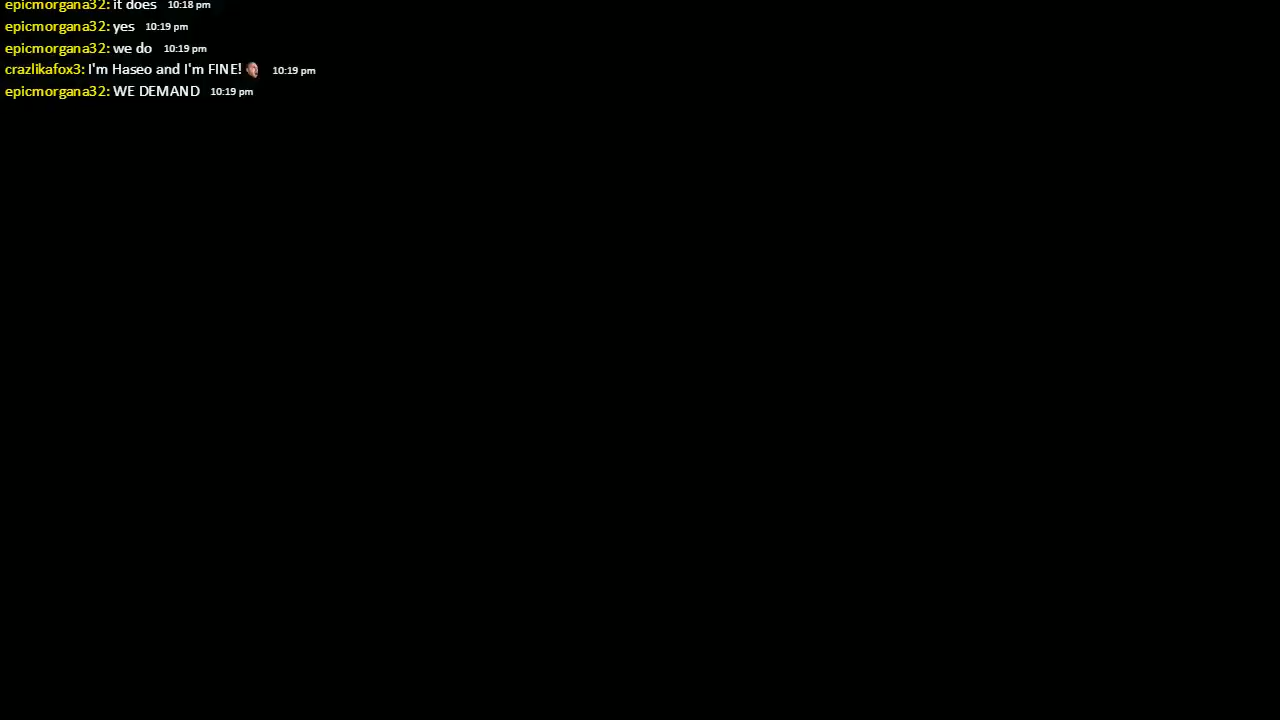 epicmorgana32: it does 10:18 pm
epicmorgana32: yes 10:19 pm
epicmorgana32: we do 10:19 pm
crazlikafox3: I'm Haseo and I'm FINE! 10:19 pm
epicmorgana32: WE DEMAND 10:19 pm